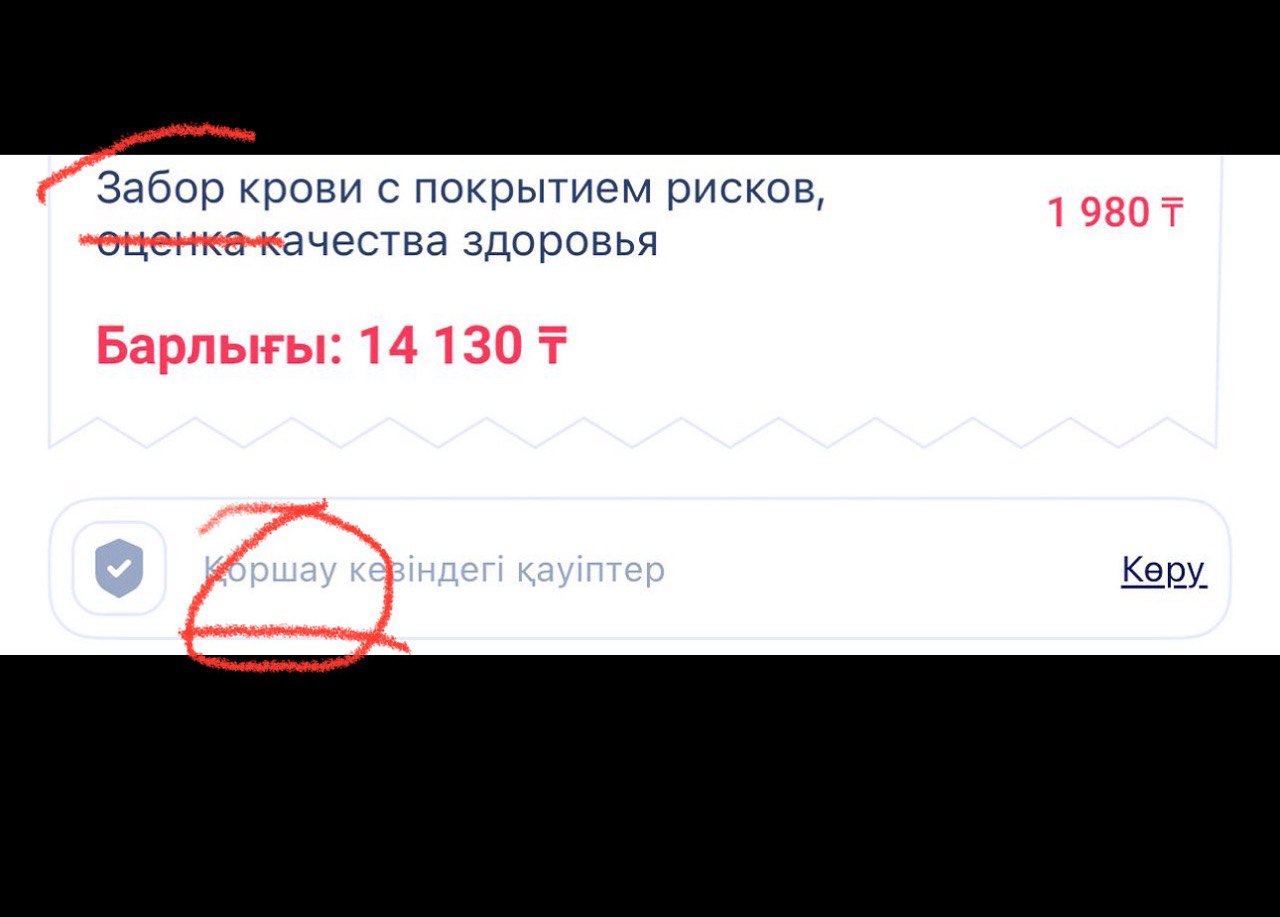 Забор крови с покрытием рисков,
1 980 ₸
оценка качества здоровья
Барлығы: 14 130 ₸
Қоршау кезіндегі қауіптер
Көру